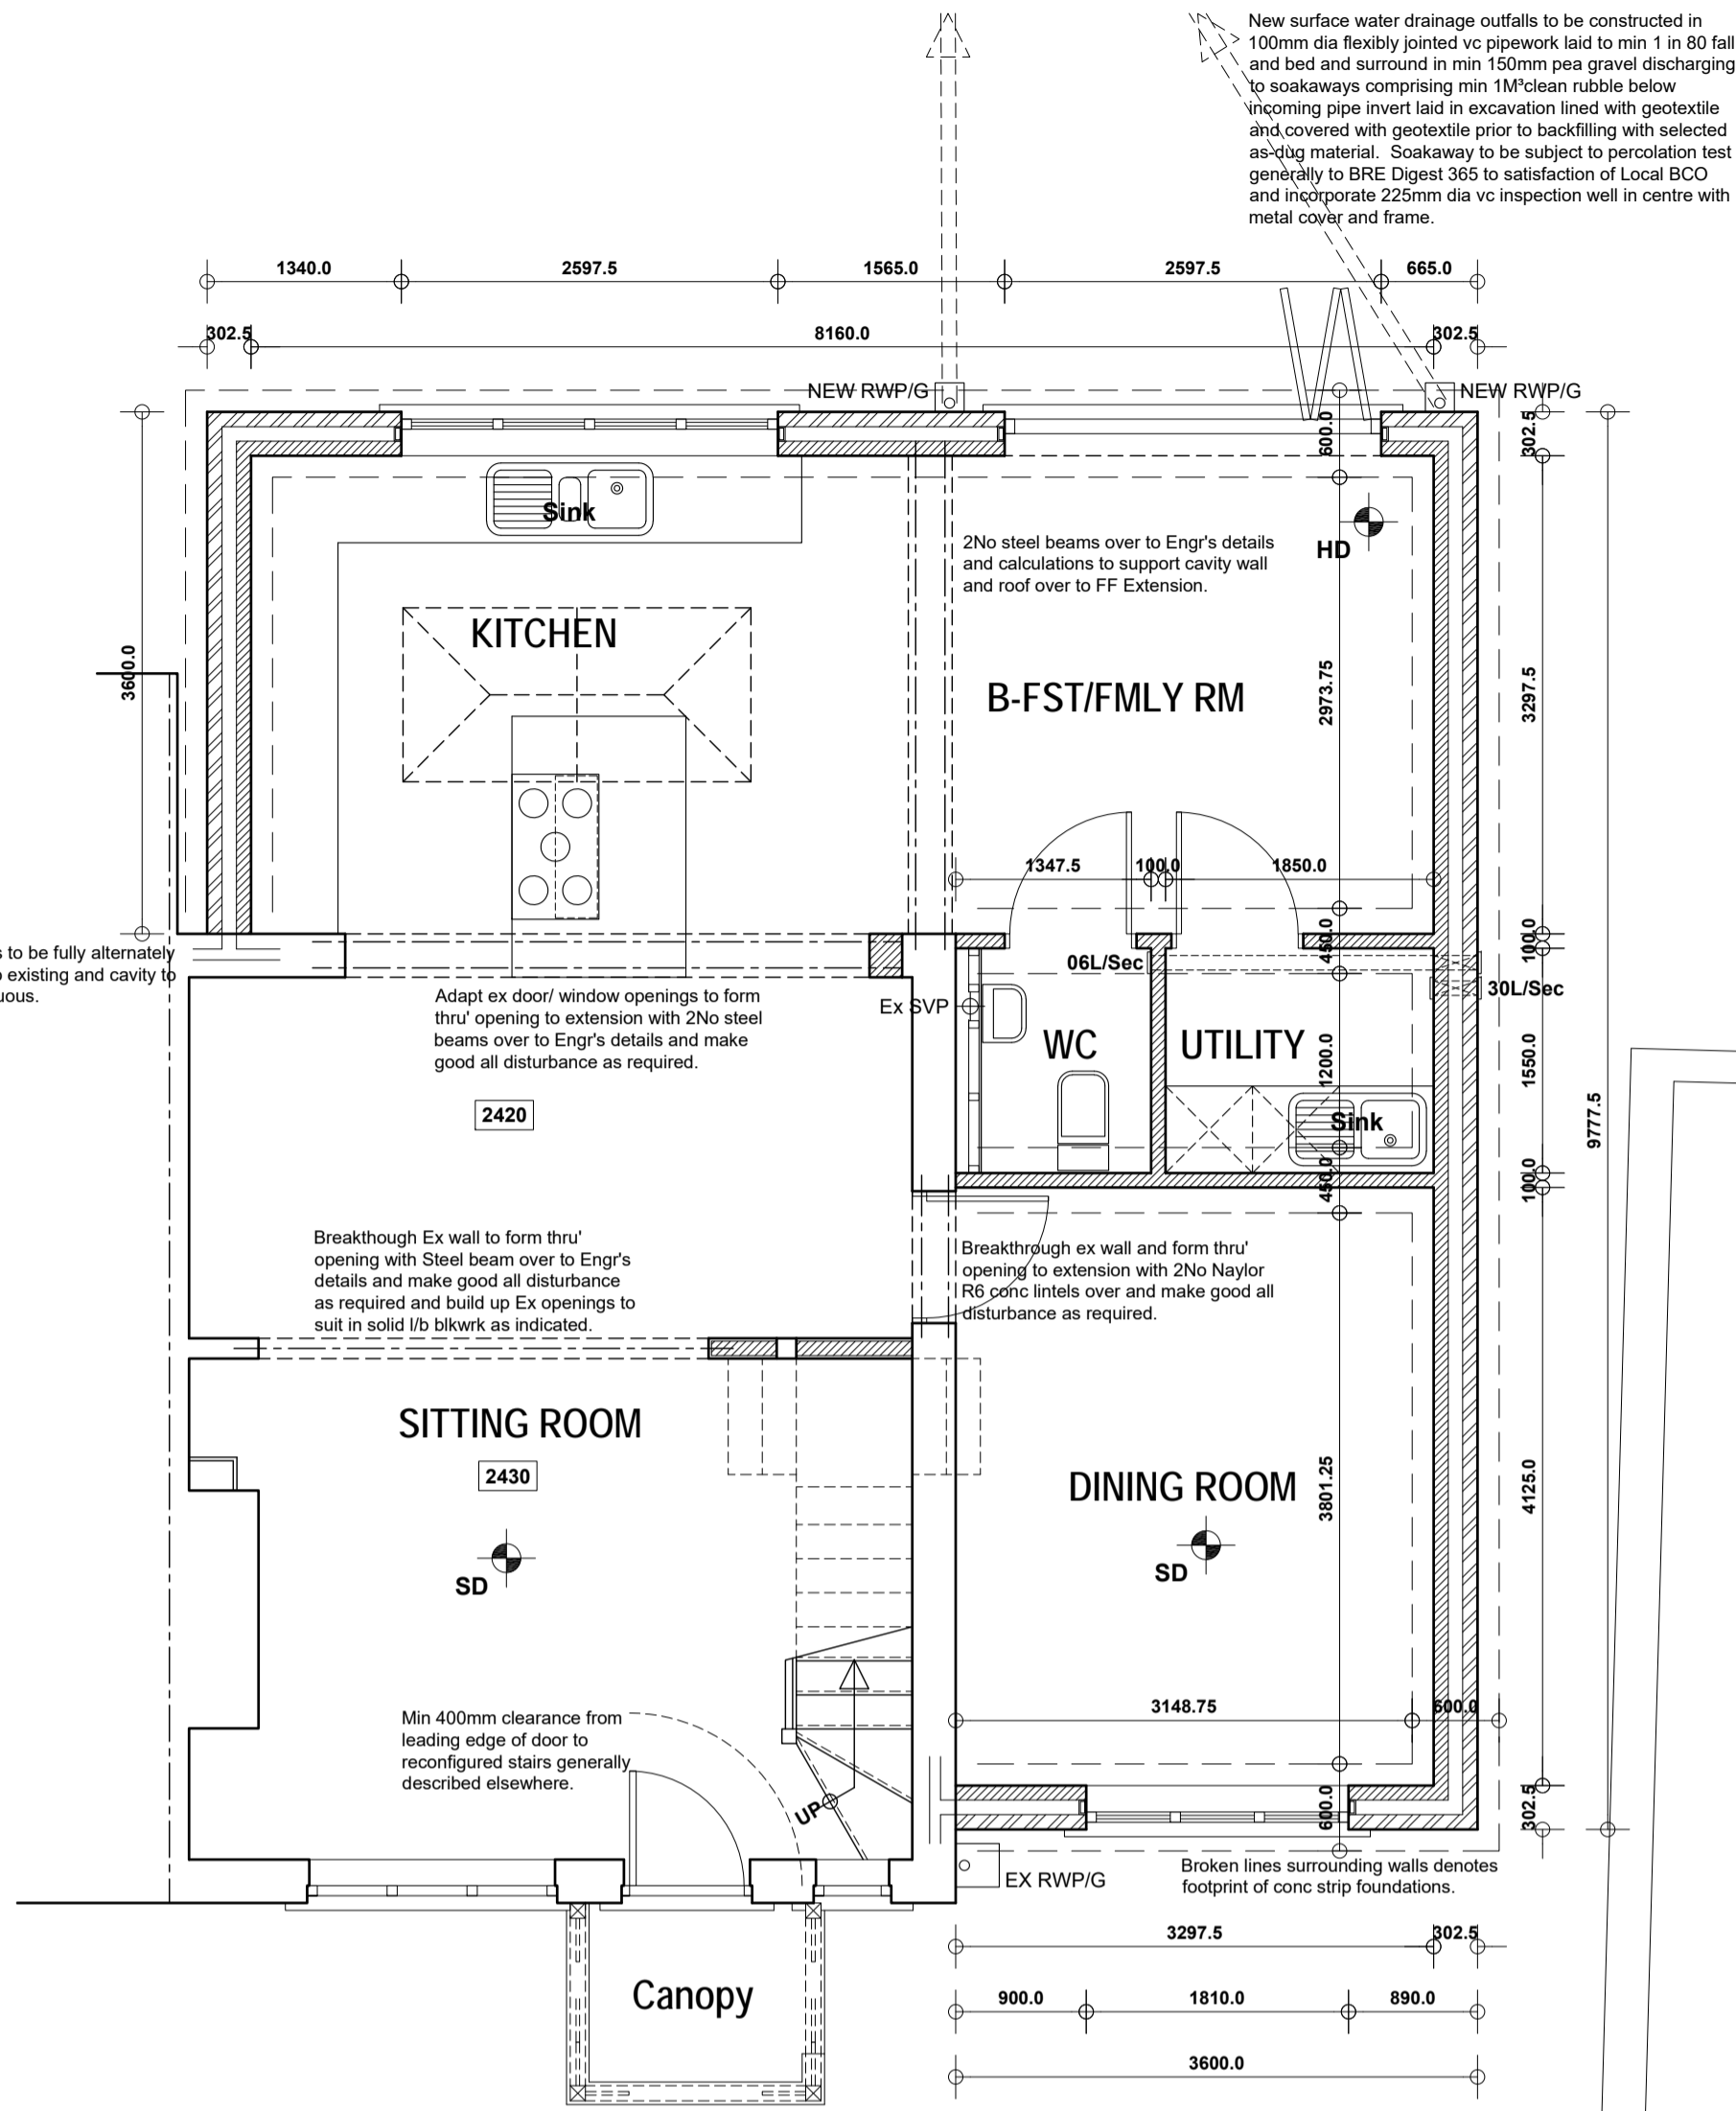 New surface water drainage outfalls to be constructed in
100mm dia flexibly jointed vc pipework laid to min 1 in 80 fall
and bed and surround in min 150mm pea gravel discharging
to soakaways comprising min 1M³clean rubble below
incoming pipe invert laid in excavation lined with geotextile
and covered with geotextile prior to backfilling with selected
as-dug material. Soakaway to be subject to percolation test
generally to BRE Digest 365 to satisfaction of Local BCO
and incorporate 225mm dia vc inspection well in centre with
metal cover and frame.
1340.0 2597.5 1565.0 2597.5 665.0
302.5 8160.0 302.5
NEW RWP/G
NEW RWP/G
600.0
302.5
Sink
2No steel beams over to Engr's details
and calculations to support cavity wall
and roof over to FF Extension.
HD
KITCHEN
3600.0
B-FST/FMLY RM
2973.75
3297.5
1347.5 100.0 1850.0
s to be fully alternately
o existing and cavity to
uous.
450.0
100.0
06L/Sec
30L/Sec
Adapt ex door/ window openings to form
thru' opening to extension with 2No steel
beams over to Engr's details and make
good all disturbance as required.
Ex SVP
WC
UTILITY
1200.0
1550.0
2420
Sink
9777.5
450.0
100.0
Breakthough Ex wall to form thru'
opening with Steel beam over to Engr's
details and make good all disturbance
as required and build up Ex openings to
suit in solid l/b blkwrk as indicated.
Breakthrough ex wall and form thru'
opening to extension with 2No Naylor
R6 conc lintels over and make good all
disturbance as required.
SITTING ROOM
2430
DINING ROOM
3801.25
4125.0
SD
SD
3148.75 600.0
Min 400mm clearance from
leading edge of door to
reconfigured stairs generally
described elsewhere.
UP
600.0
302.5
EX RWP/G
Broken lines surrounding walls denotes
footprint of conc strip foundations.
3297.5 302.5
Canopy
900.0 1810.0 890.0
3600.0